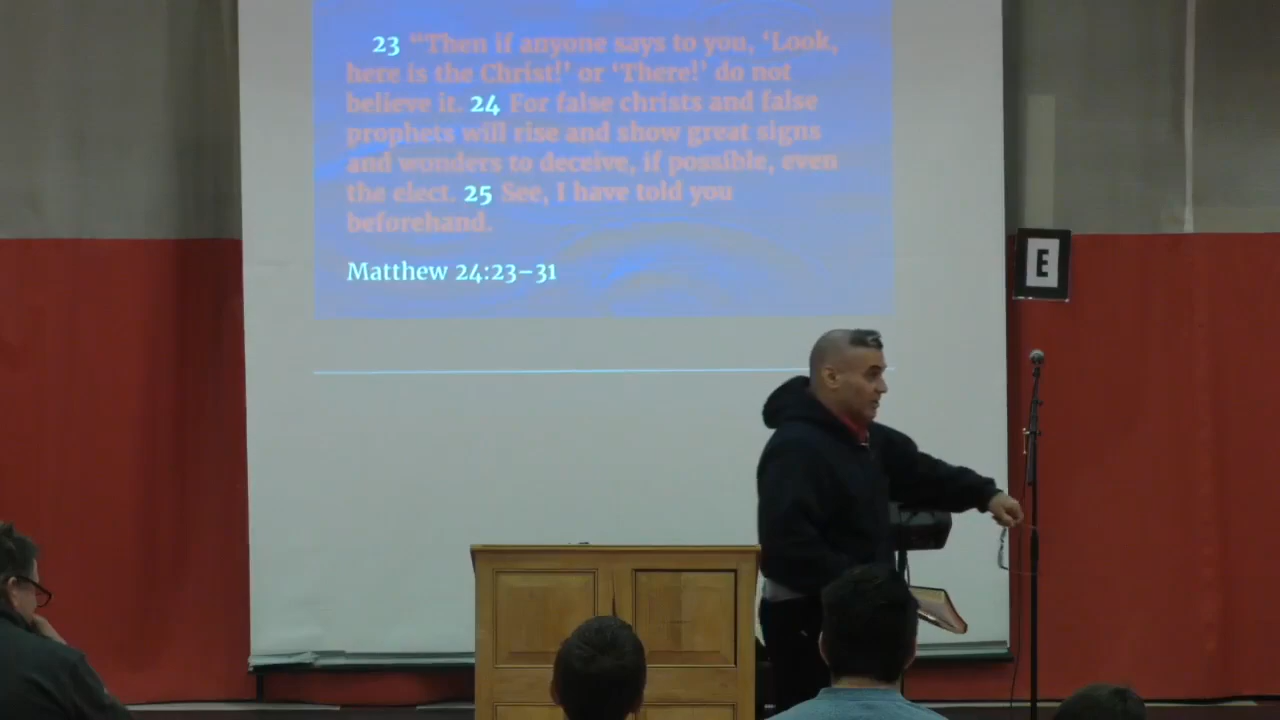 23 “Then if anyone says to you, ‘Look,
here is the Christ!’ or ‘There!’ do not
believe it. 24 For false christs and false
prophets will rise and show great signs
and wonders to deceive, if possible, even
the elect. 25 See, I have told you
beforehand.
Matthew 24:23–31
E